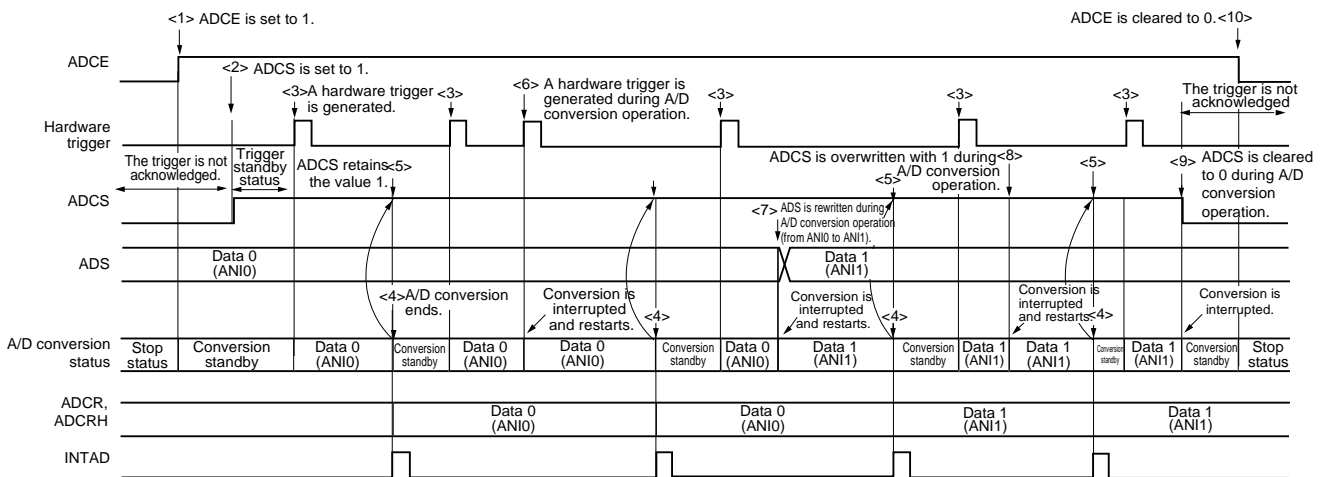 <1> ADCE is set to 1.
ADCE is cleared to 0.<10>
ADCE
<2> ADCS is set to 1.
<3>A hardware trigger
is generated.
<3>
<6> A hardware trigger is
generated during A/D
conversion operation.
<3>
<3>
<3>
The trigger is not
acknowledged
Hardware
trigger
The trigger is not
acknowledged.
Trigger
standby
status
ADCS retains<5>
the value 1.
ADCS is overwritten with 1 during<8>
A/D conversion
operation.
<5>
<5>
<9> ADCS is cleared
to 0 during A/D
conversion
operation.
ADCS
<7> ADS is rewritten during
A/D conversion operation
(from ANI0 to ANI1).
ADS
Data 0
(ANI0)
Data 1
(ANI1)
<4>A/D conversion
ends.
Conversion is
interrupted
and restarts.
<4>
Conversion is
interrupted
and restarts.
<4>
Conversion is
interrupted
and restarts.
<4>
Conversion is
interrupted.
A/D conversion
status
Stop
status
Conversion
standby
Data 0
(ANI0)
Conversion
standby
Data 0
(ANI0)
Data 0
(ANI0)
Conversion
standby
Data 0
(ANI0)
Data 1
(ANI1)
Conversion
standby
Data 1
(ANI1)
Data 1
(ANI1)
Conversion
standby
Data 1
(ANI1)
Conversion
standby
Stop
status
ADCR,
ADCRH
Data 0
(ANI0)
Data 0
(ANI0)
Data 1
(ANI1)
Data 1
(ANI1)
INTAD